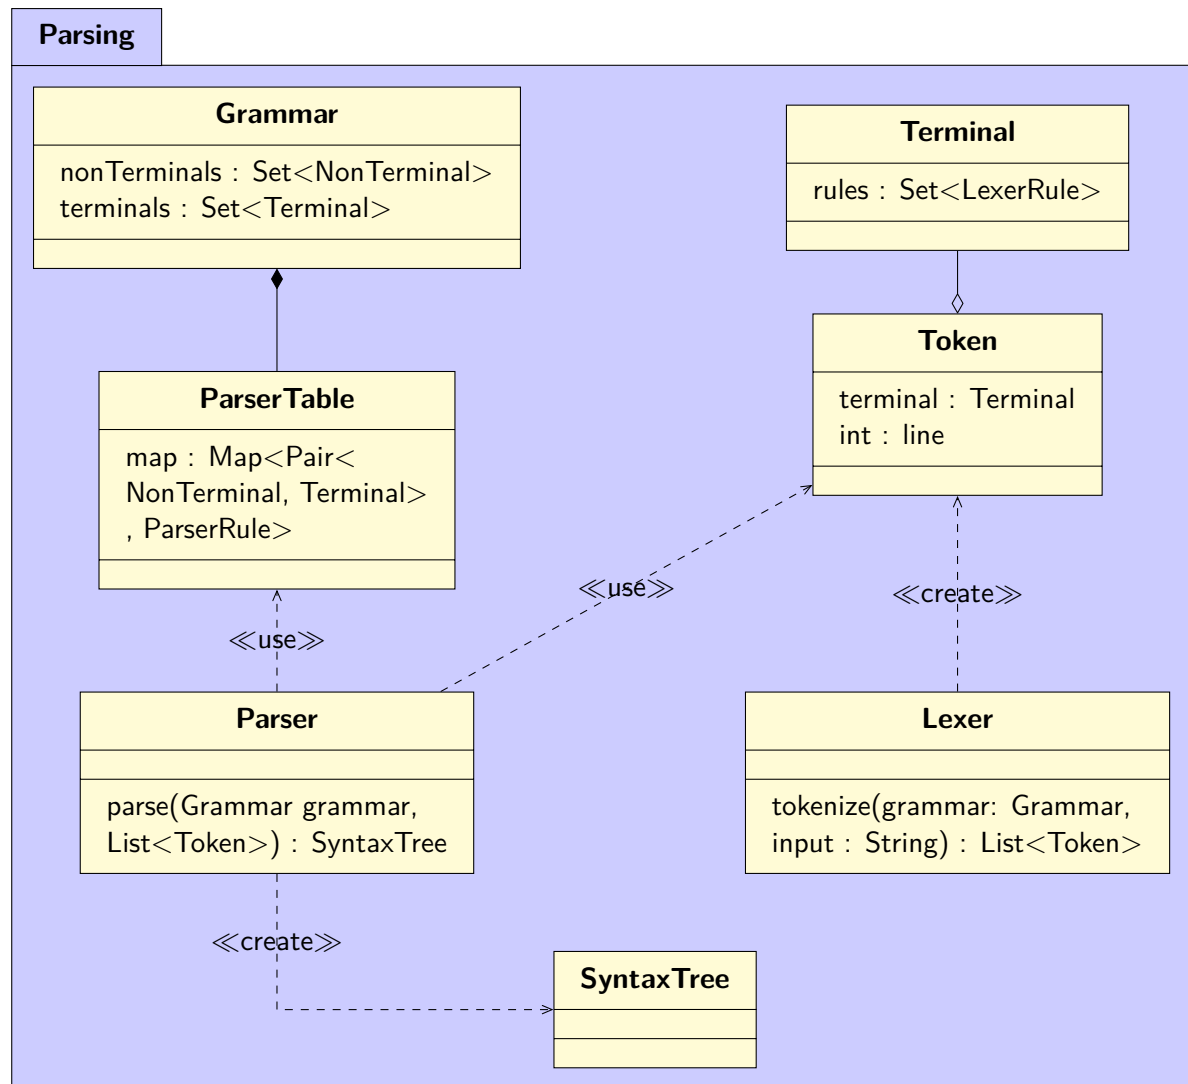 Parsing
Grammar
nonTerminals : Set<NonTerminal>
terminals : Set<Terminal>
Terminal
rules : Set<LexerRule>
Token
terminal : Terminal
int : line
ParserTable
map : Map<Pair<
NonTerminal, Terminal>
, ParserRule>
≪use≫
≪create≫
≪use≫
Parser
parse(Grammar grammar,
List<Token>) : SyntaxTree
Lexer
tokenize(grammar: Grammar,
input : String) : List<Token>
≪create≫
SyntaxTree